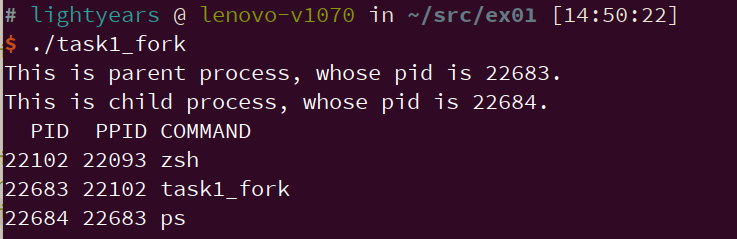 # lightyears @ lenovo-v1070 in ~/src/ex01 [14:50:22]
$ ./task1_fork
This is parent process, whose pid is 22683.
This is child process, whose pid is 22684.
  PID  PPID COMMAND
22102 22093 zsh
22683 22102 task1_fork
22684 22683 ps